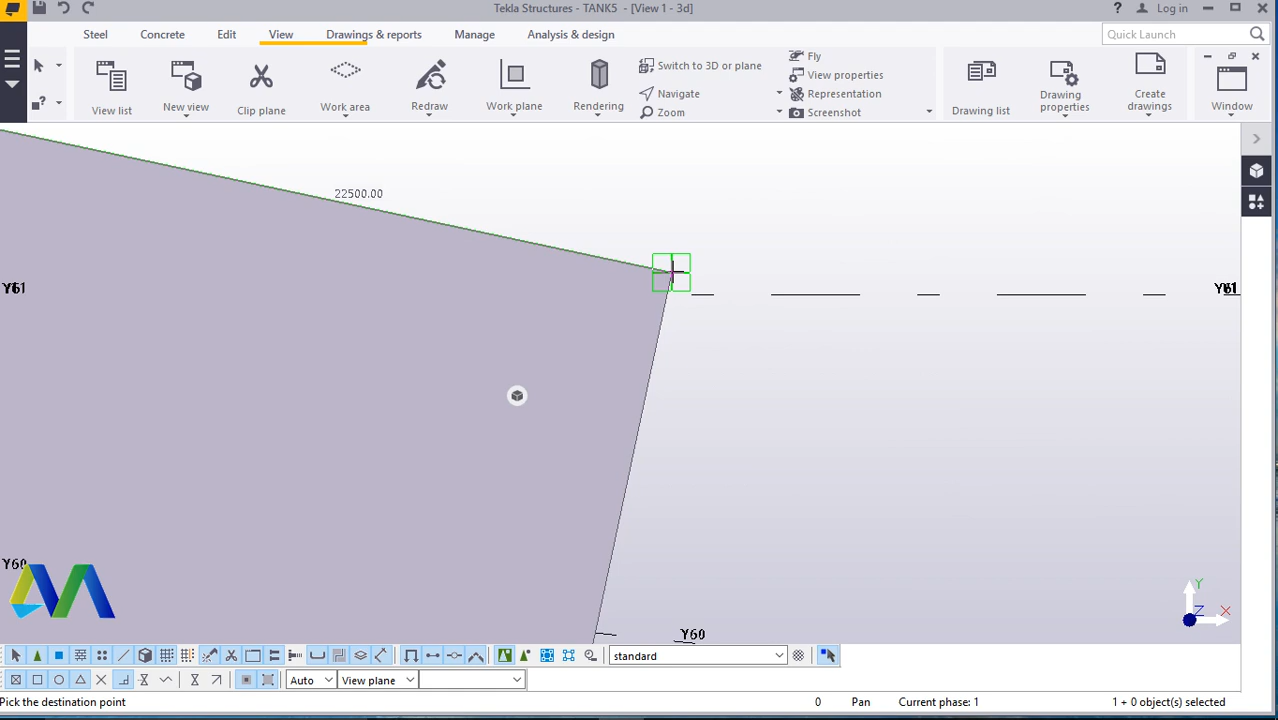 Tekla Structures - TANK5 - [View 1 - 3d]
Log in
Steel
Concrete
Edit
View
Drawings & reports
Manage
Analysis & design
Quick Launch
View list
New view
Clip plane
Work area
Redraw
Work plane
Rendering
Switch to 3D or plane
Navigate
Zoom
Fly
View properties
Representation
Screenshot
Drawing list
Drawing properties
Create drawings
Window
22500.00
Y60
Y60
Y
Z
X
standard
Auto
View plane
Pick the destination point
0
Pan
Current phase: 1
1 + 0 object(s) selected